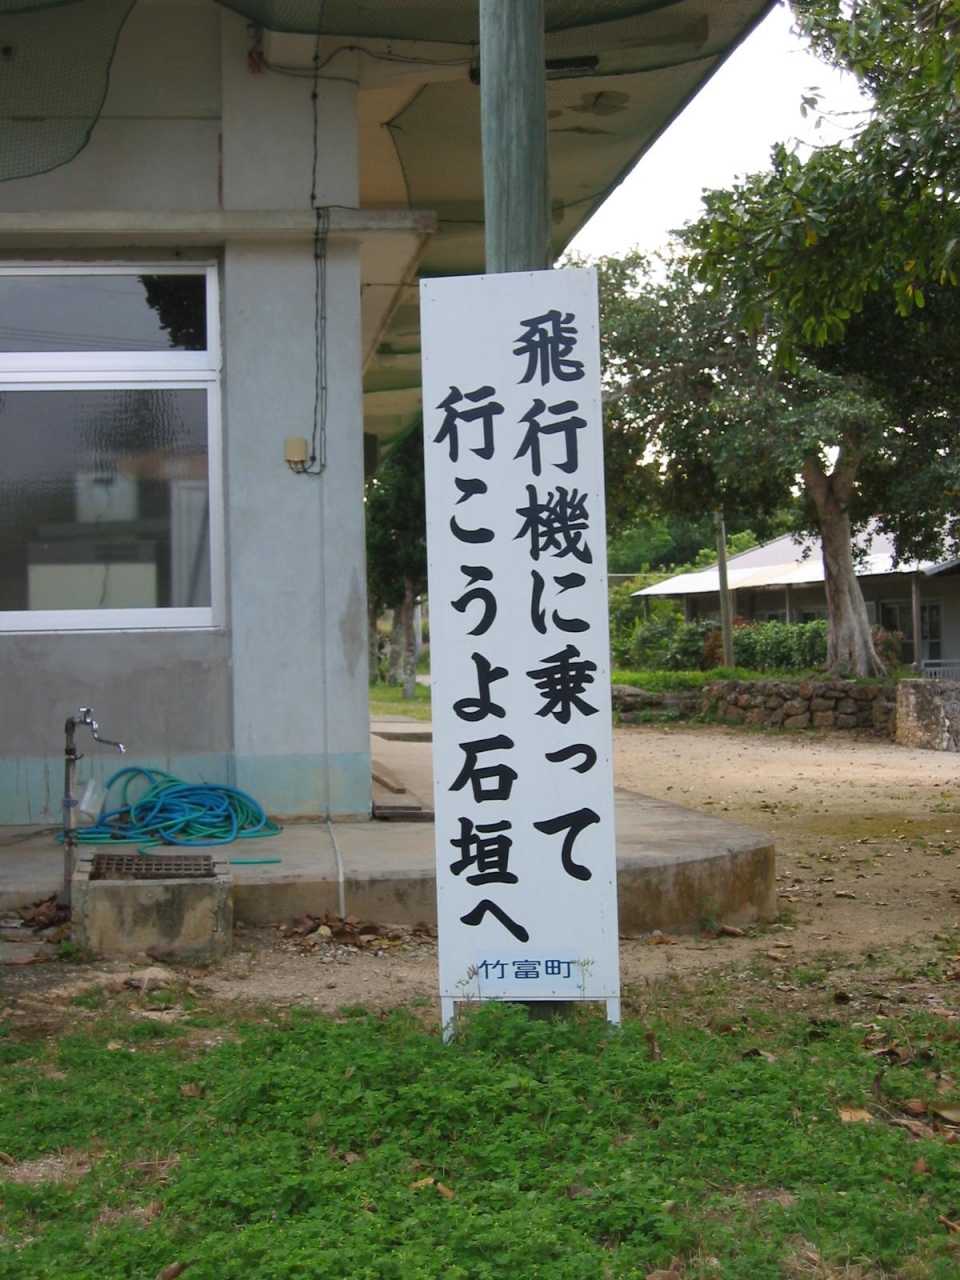 飛行機に乗って
行こうよ石垣へ
竹富町